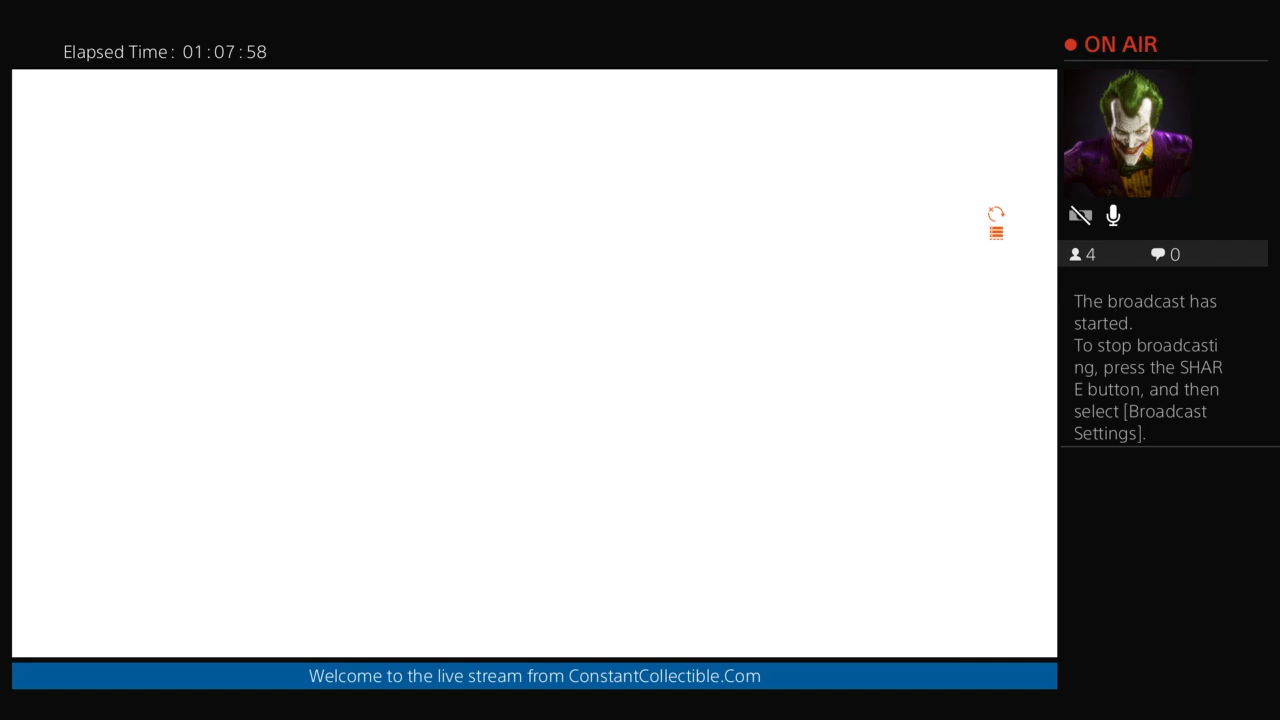 Elapsed Time: 01:07:58
ON AIR
4
0
The broadcast has
started.
To stop broadcasti
ng, press the SHAR
E button, and then
select [Broadcast
Settings].
Welcome to the live stream from ConstantCollectible.Com